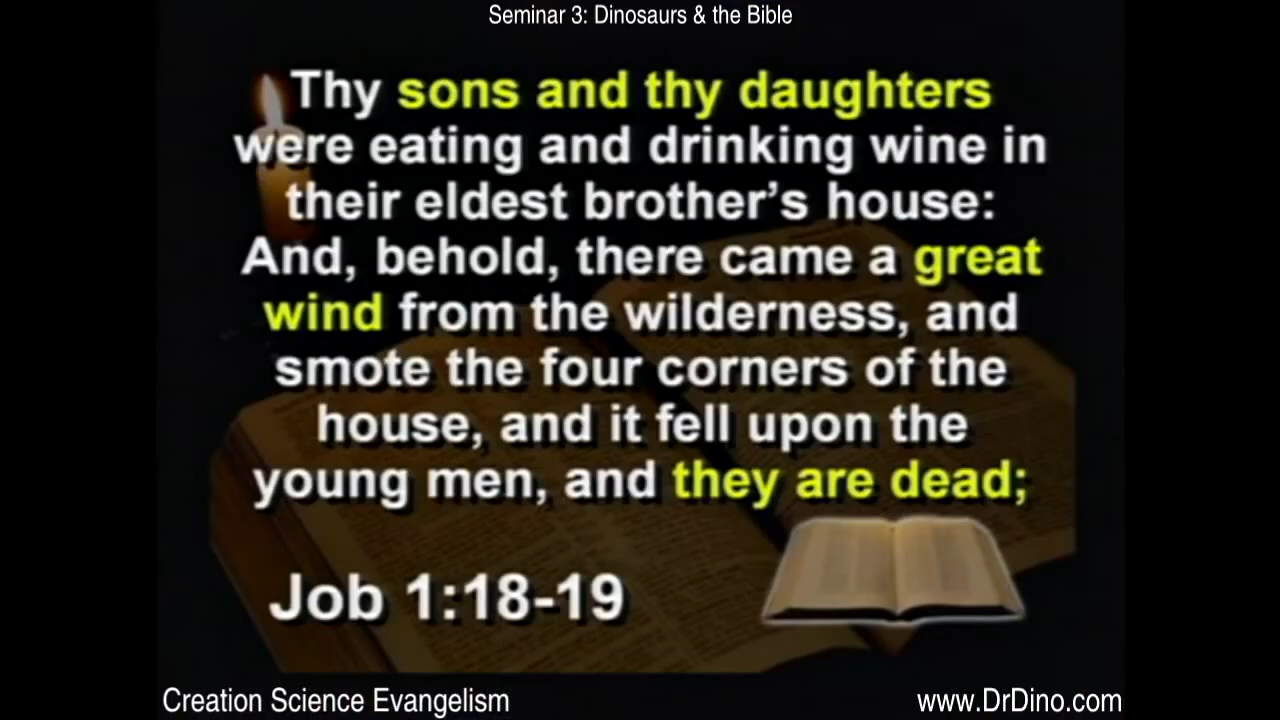 Seminar 3: Dinosaurs & the Bible
Thy sons and thy daughters
were eating and drinking wine in
their eldest brother’s house:
And, behold, there came a great
wind from the wilderness, and
smote the four corners of the
house, and it fell upon the
young men, and they are dead;
Job 1:18-19
Creation Science Evangelism
www.DrDino.com